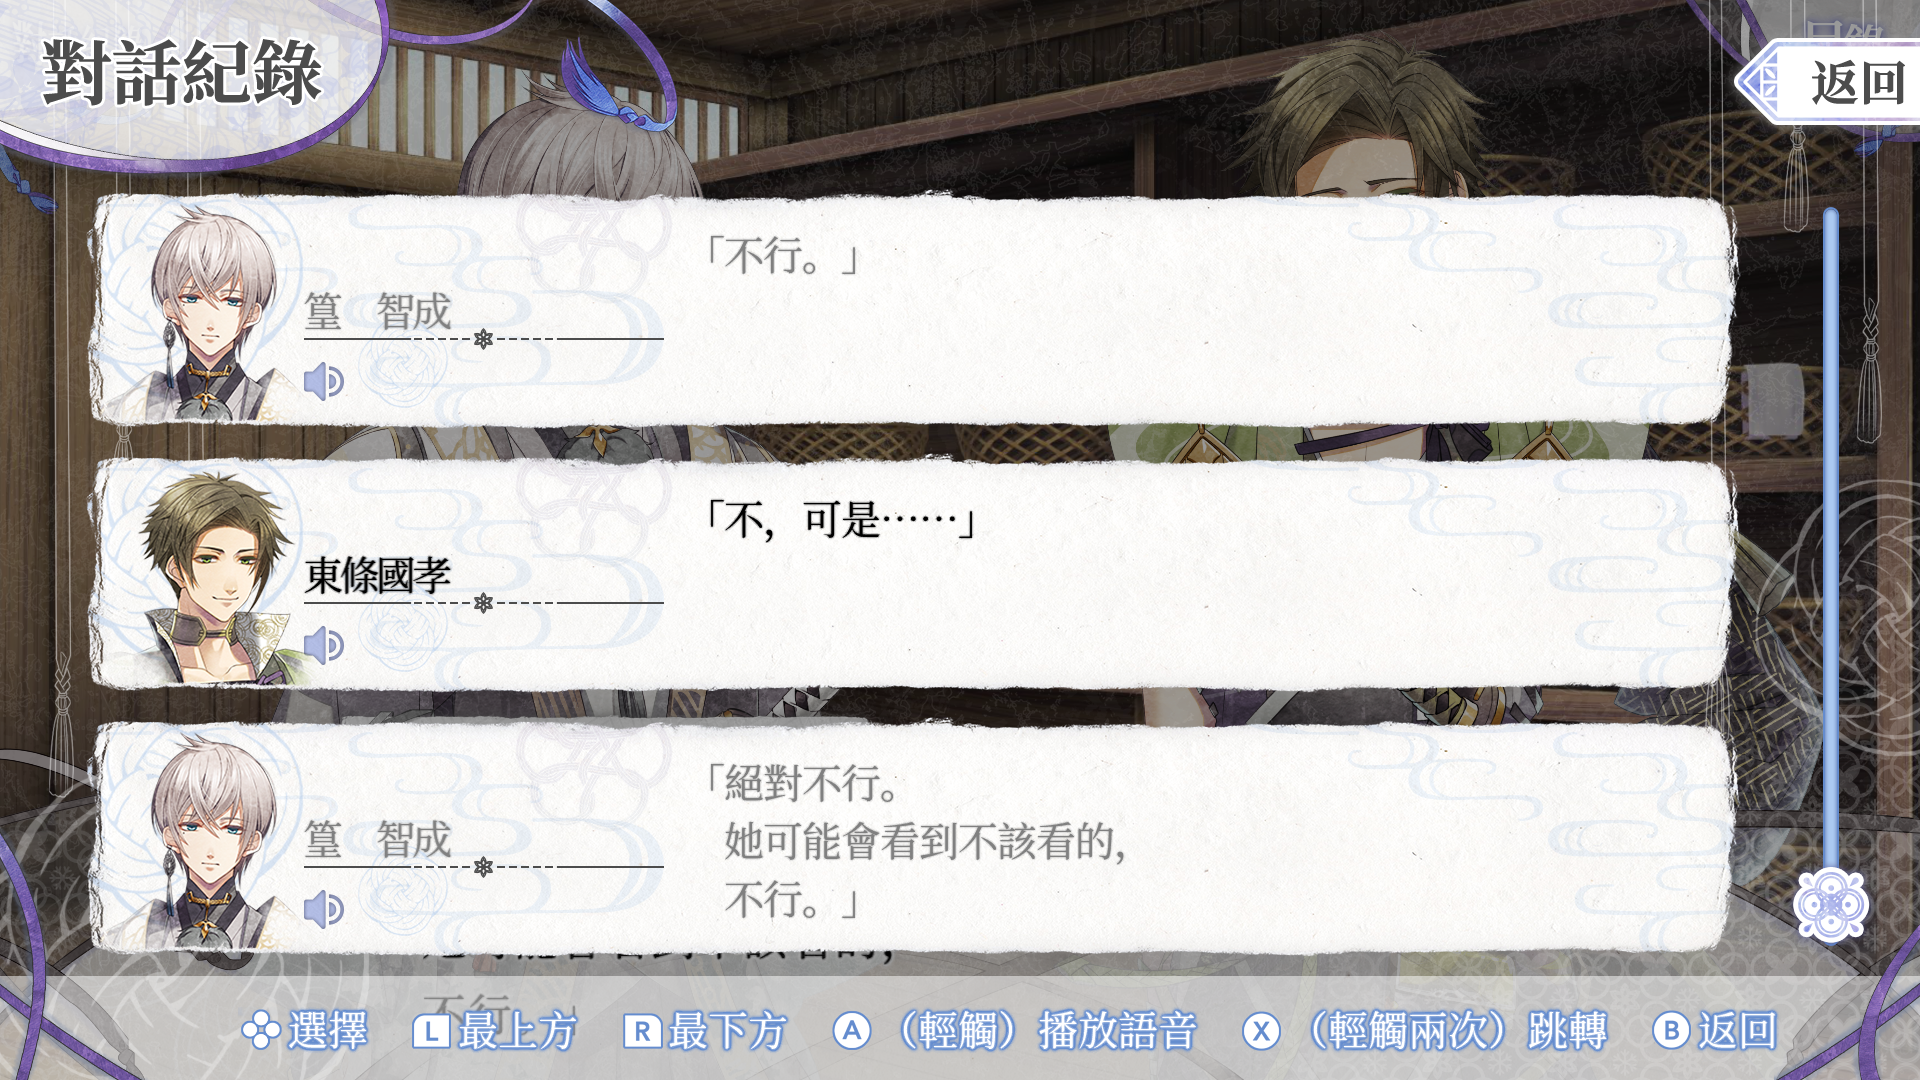 對話紀錄
返回
「不行。」
篁　智成
「不，可是……」
東條國孝
「絕對不行。
她可能會看到不該看的，
不行。」
篁　智成
選擇
L 最上方
R 最下方
A （輕觸）播放語音
X （輕觸兩次）跳轉
B 返回